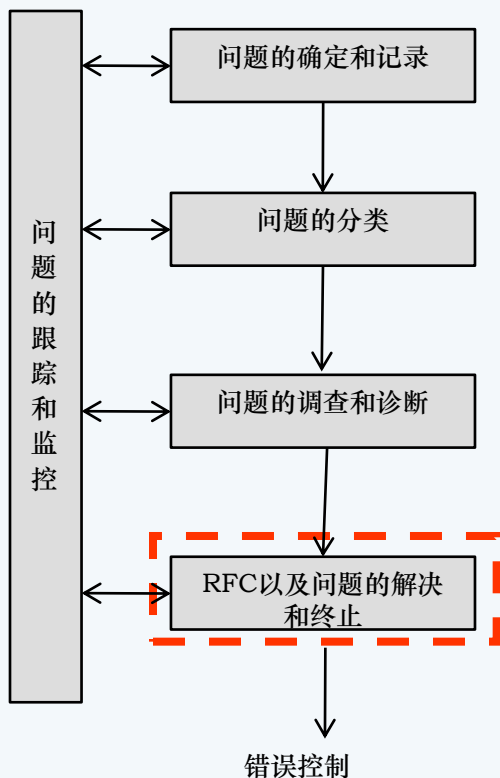 问题的确定和记录
问题的分类
问题的跟踪和监控
问题的调查和诊断
RFC以及问题的解决
和终止
错误控制